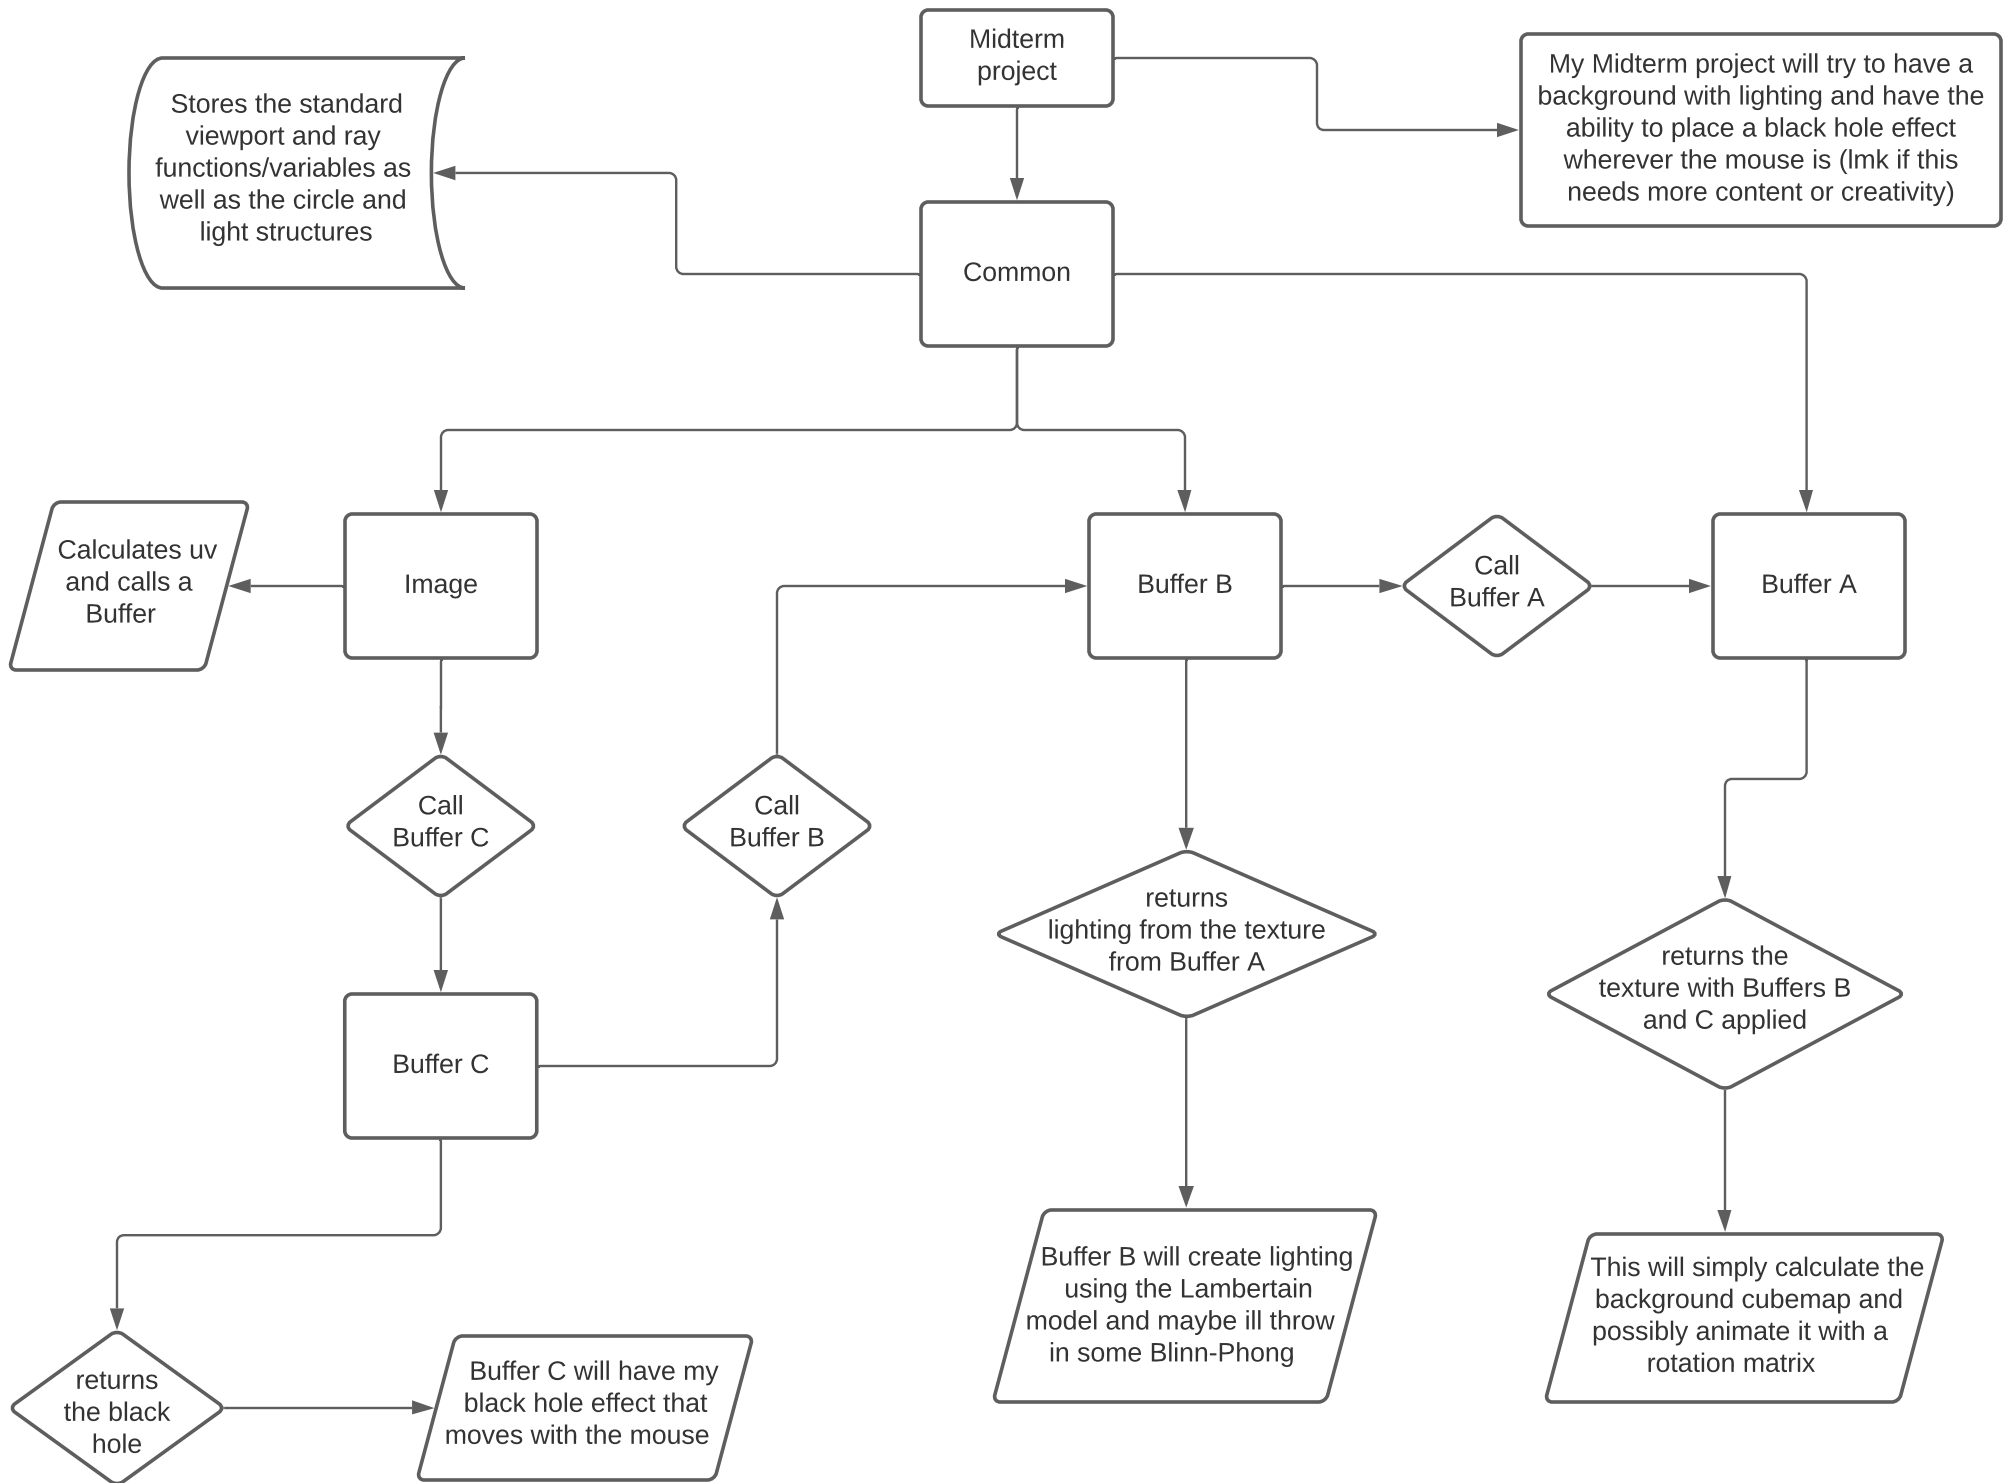 Midterm
project
My Midterm project will try to have a
background with lighting and have the
ability to place a black hole effect
wherever the mouse is (lmk if this
needs more content or creativity)
Stores the standard
viewport and ray
functions/variables as
well as the circle and
light structures
Common
Calculates uv
and calls a
Buffer
Image
Buffer B
Call
Buffer A
Buffer A
Call
Buffer C
Call
Buffer B
returns
lighting from the texture
from Buffer A
returns the
texture with Buffers B
and C applied
Buffer C
Buffer B will create lighting
using the Lambertain
model and maybe ill throw
in some Blinn-Phong
This will simply calculate the
background cubemap and
possibly animate it with a
rotation matrix
returns
the black
hole
Buffer C will have my
black hole effect that
moves with the mouse